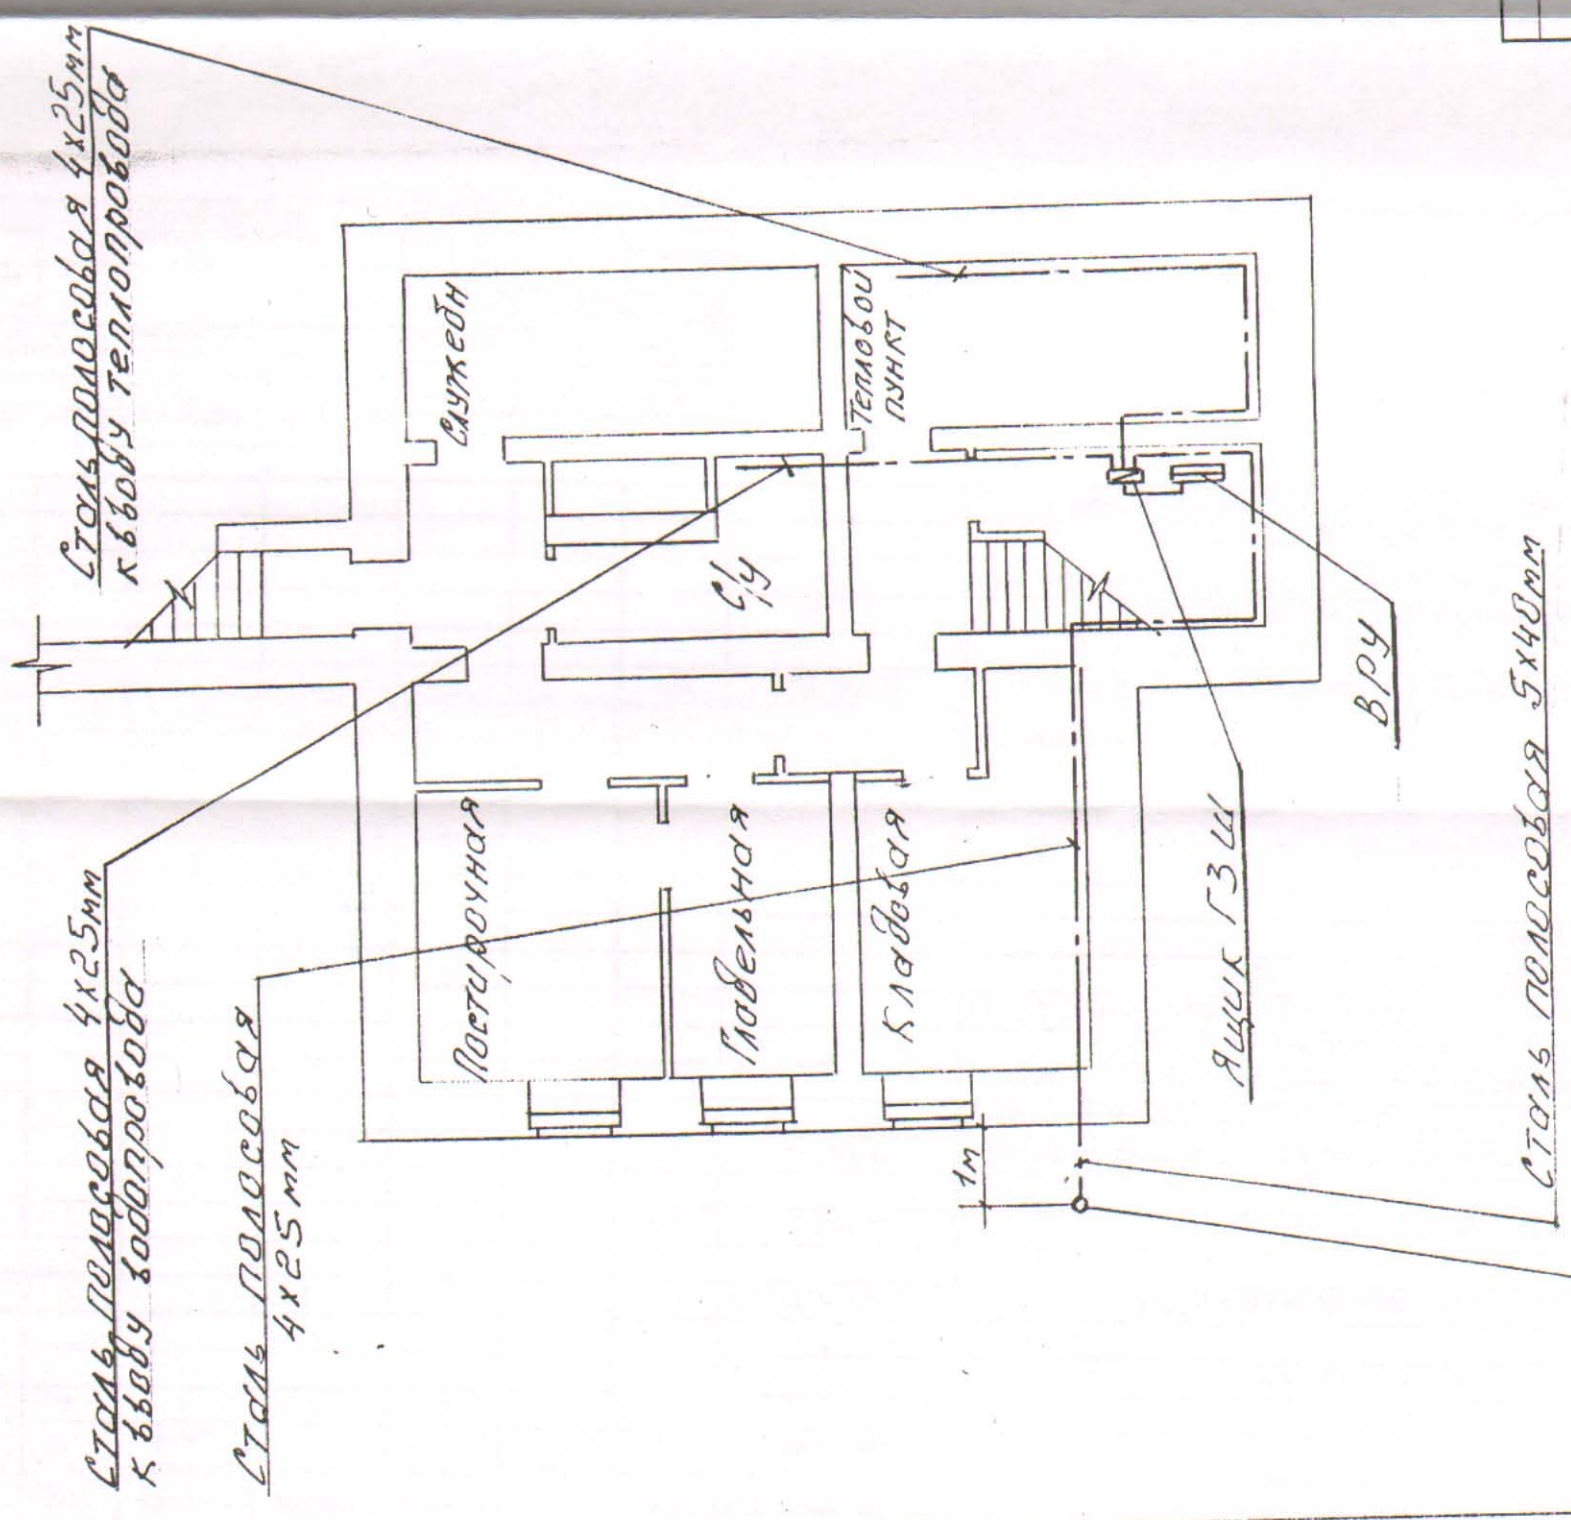 Сталь полосовая 4х25мм
к вводу теплопровода
Сталь полосовая 4х25мм
к вводу водопровода
Сталь полосовая
4х25мм
Служебн
Тепловой
пункт
С/У
Постирочная
Гладельная
Кладовая
1м
ВРУ
Ящик ГЗШ
Сталь полосовая 5х40мм